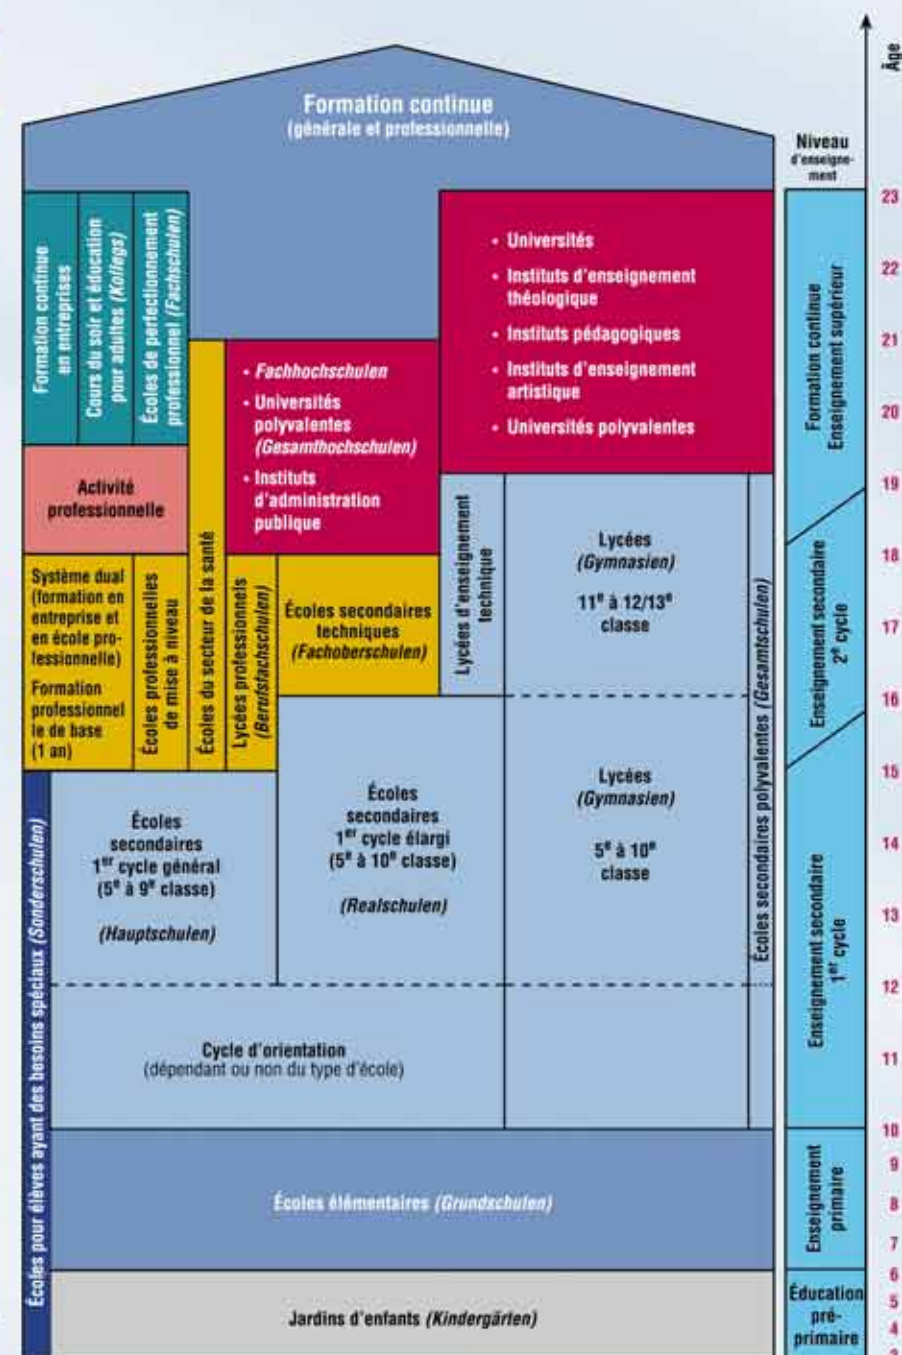 Âge
Formation continue
(générale et professionnelle)
Niveau
d'enseigne-
ment
Formation continue
en entreprises
Cours du soir et éducation
pour adultes (Kollegs)
Écoles de perfectionnement
professionnel (Fachschulen)
• Universités
• Instituts d'enseignement
théologique
• Instituts pédagogiques
• Instituts d'enseignement
artistique
• Universités polyvalentes
• Fachhochschulen
• Universités
polyvalentes
(Gesamthochschulen)
• Instituts
d'administration
publique
Activité
professionnelle
Système dual
(formation en
entreprise et
en école pro-
fessionnelle)
Formation
professionnel
le de base
(1 an)
Écoles professionnelles
de mise à niveau
Écoles du secteur de la santé
Lycées professionnels
(Berufsfachschulen)
Écoles secondaires
techniques
(Fachoberschulen)
Lycées d'enseignement
technique
Lycées
(Gymnasien)
11e à 12/13e
classe
Écoles secondaires polyvalentes (Gesamtschulen)
Écoles
secondaires
1er cycle général
(5e à 9e classe)
(Hauptschulen)
Écoles
secondaires
1er cycle élargi
(5e à 10e classe)
(Realschulen)
Lycées
(Gymnasien)
5e à 10e
classe
Cycle d'orientation
(dépendant ou non du type d'école)
Écoles pour élèves ayant des besoins spéciaux (Sonderschulen)
Écoles élémentaires (Grundschulen)
Jardins d'enfants (Kindergärten)
Formation continue
Enseignement supérieur
Enseignement secondaire
2e cycle
Enseignement secondaire
1er cycle
Enseignement
primaire
Éducation
pré-
primaire
23
22
21
20
19
18
17
16
15
14
13
12
11
10
9
8
7
6
5
4